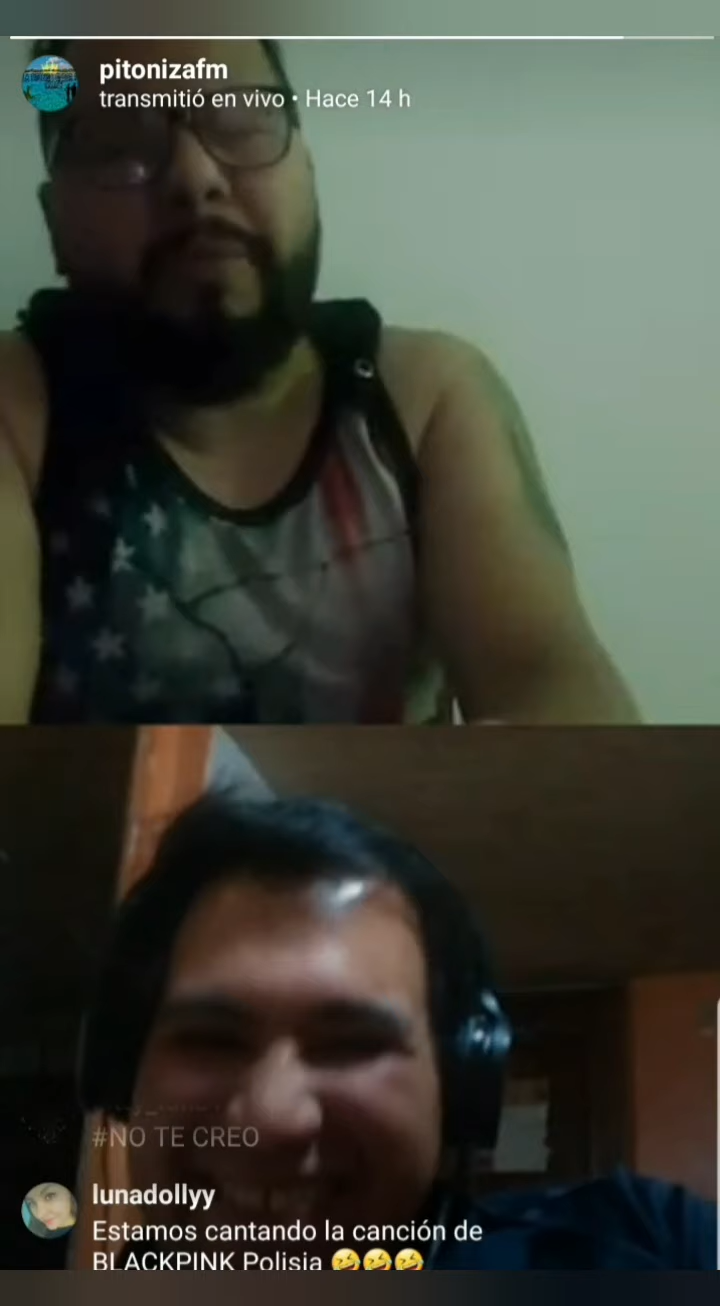 pitonizafm
transmitió en vivo • Hace 14 h
#NO TE CREO
lunadollyy
Estamos cantando la canción de
BLACKPINK Polisia 🤣🤣🤣